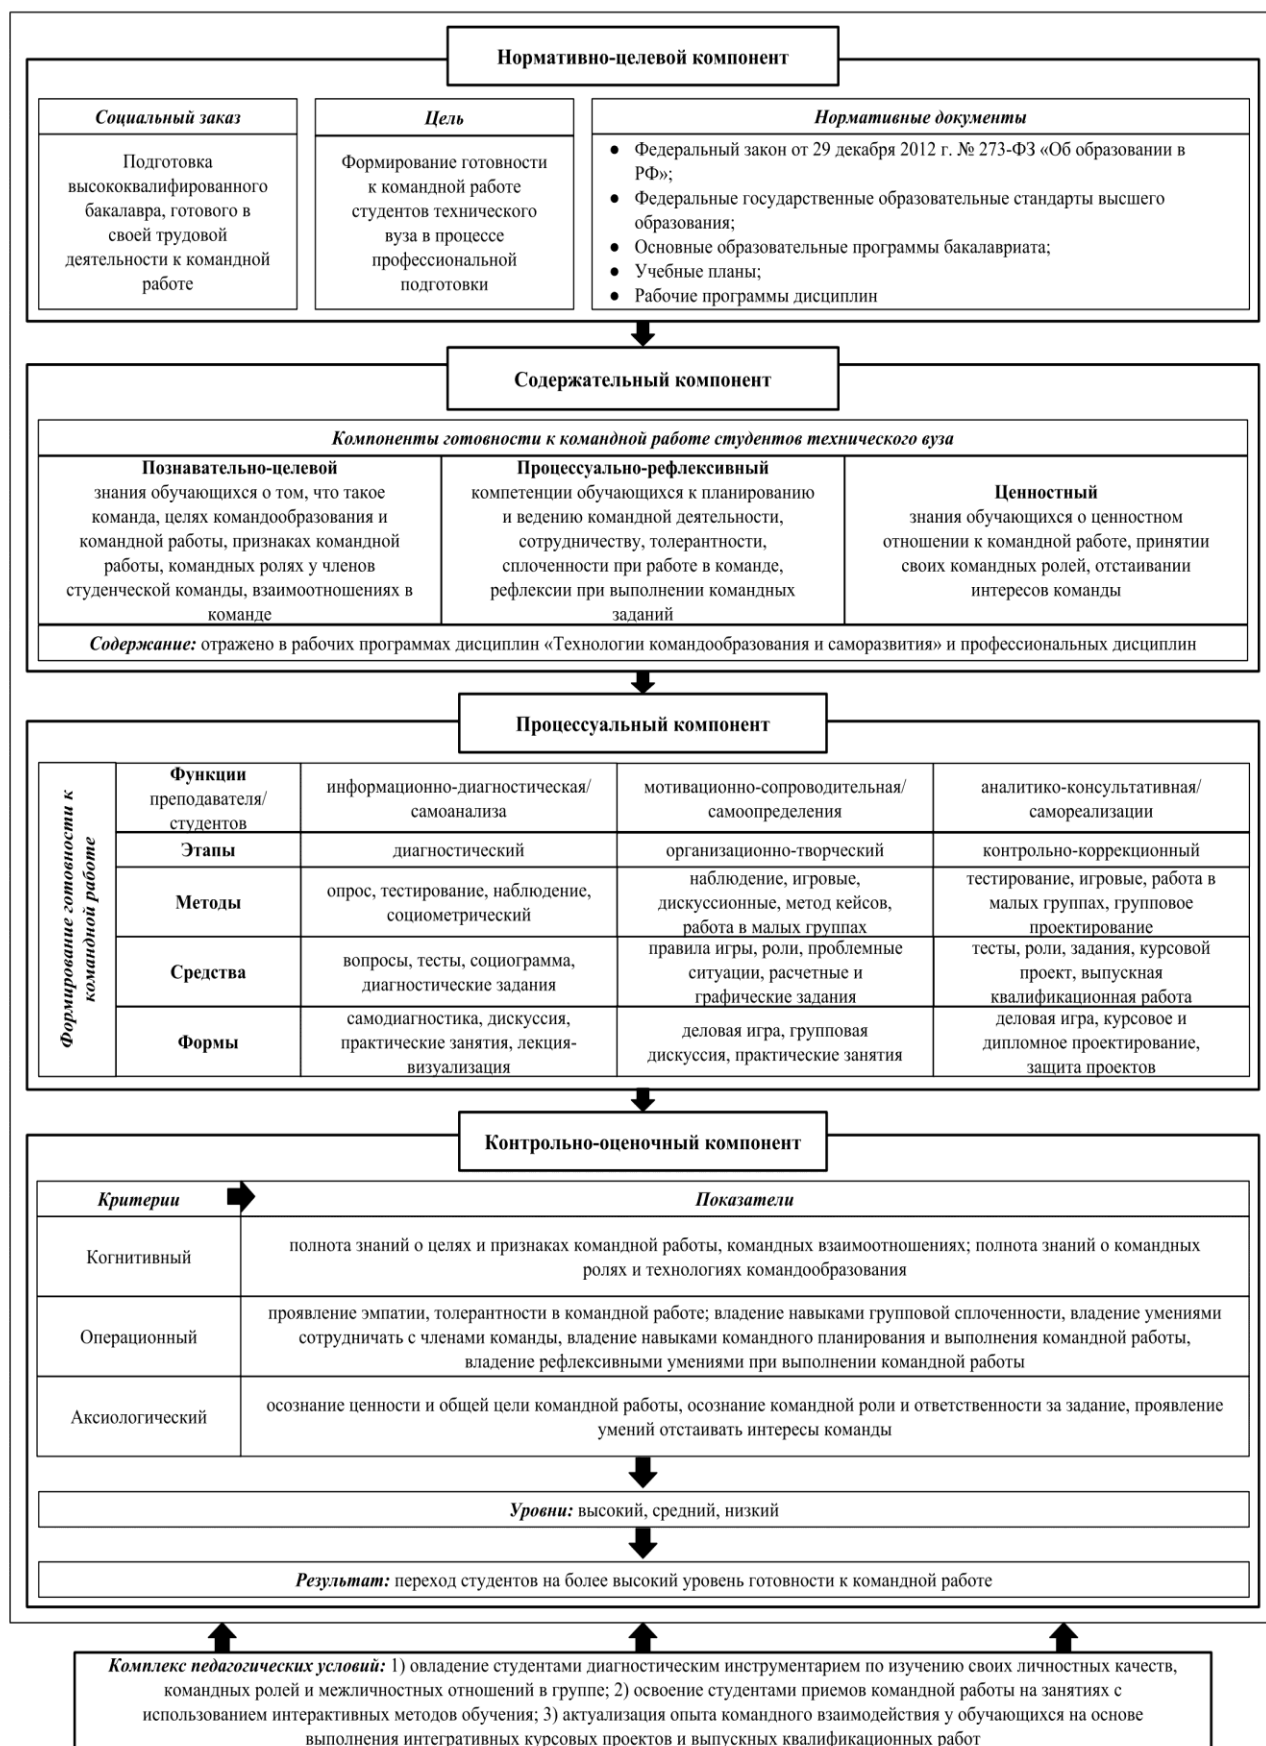 Нормативно-целевой компонент
Социальный заказ
Подготовка
высококвалифированного
бакалавра, готового в
своей трудовой
деятельности к командной
работе
Цель
Формирование готовности
к командной работе
студентов технического
вуза в процессе
профессиональной
подготовки
Нормативные документы
● Федеральный закон от 29 декабря 2012 г. № 273-ФЗ «Об образовании в
РФ»;
● Федеральные государственные образовательные стандарты высшего
образования;
● Основные образовательные программы бакалавриата;
● Учебные планы;
● Рабочие программы дисциплин
Содержательный компонент
Компоненты готовности к командной работе студентов технического вуза
Познавательно-целевой
знания обучающихся о том, что такое
команда, целях командообразования и
командной работы, признаках командной
работы, командных ролях у членов
студенческой команды, взаимоотношениях в
команде
Процессуально-рефлексивный
компетенции обучающихся к планированию
и ведению командной деятельности,
сотрудничеству, толерантности,
сплоченности при работе в команде,
рефлексии при выполнении командных
заданий
Ценностный
знания обучающихся о ценностном
отношении к командной работе, принятии
своих командных ролей, отстаивании
интересов команды
Содержание: отражено в рабочих программах дисциплин «Технологии командообразования и саморазвития» и профессиональных дисциплин
Процессуальный компонент
Формирование готовности к
командной работе
Функции
преподавателя/
студентов
информационно-диагностическая/
самоанализа
мотивационно-сопроводительная/
самоопределения
аналитико-консультативная/
самореализации
Этапы
диагностический
организационно-творческий
контрольно-коррекционный
Методы
опрос, тестирование, наблюдение,
социометрический
наблюдение, игровые,
дискуссионные, метод кейсов,
работа в малых группах
тестирование, игровые, работа в
малых группах, групповое
проектирование
Средства
вопросы, тесты, социограмма,
диагностические задания
правила игры, роли, проблемные
ситуации, расчетные и
графические задания
тесты, роли, задания, курсовой
проект, выпускная
квалификационная работа
Формы
самодиагностика, дискуссия,
практические занятия, лекция-
визуализация
деловая игра, групповая
дискуссия, практические занятия
деловая игра, курсовое и
дипломное проектирование,
защита проектов
Контрольно-оценочный компонент
Критерии
Показатели
Когнитивный
полнота знаний о целях и признаках командной работы, командных взаимоотношениях; полнота знаний о командных
ролях и технологиях командообразования
Операционный
проявление эмпатии, толерантности в командной работе; владение навыками групповой сплоченности, владение умениями
сотрудничать с членами команды, владение навыками командного планирования и выполнения командной работы,
владение рефлексивными умениями при выполнении командной работы
Аксиологический
осознание ценности и общей цели командной работы, осознание командной роли и ответственности за задание, проявление
умений отстаивать интересы команды
Уровни: высокий, средний, низкий
Результат: переход студентов на более высокий уровень готовности к командной работе
Комплекс педагогических условий: 1) овладение студентами диагностическим инструментарием по изучению своих личностных качеств,
командных ролей и межличностных отношений в группе; 2) освоение студентами приемов командной работы на занятиях с
использованием интерактивных методов обучения; 3) актуализация опыта командного взаимодействия у обучающихся на основе
выполнения интегративных курсовых проектов и выпускных квалификационных работ